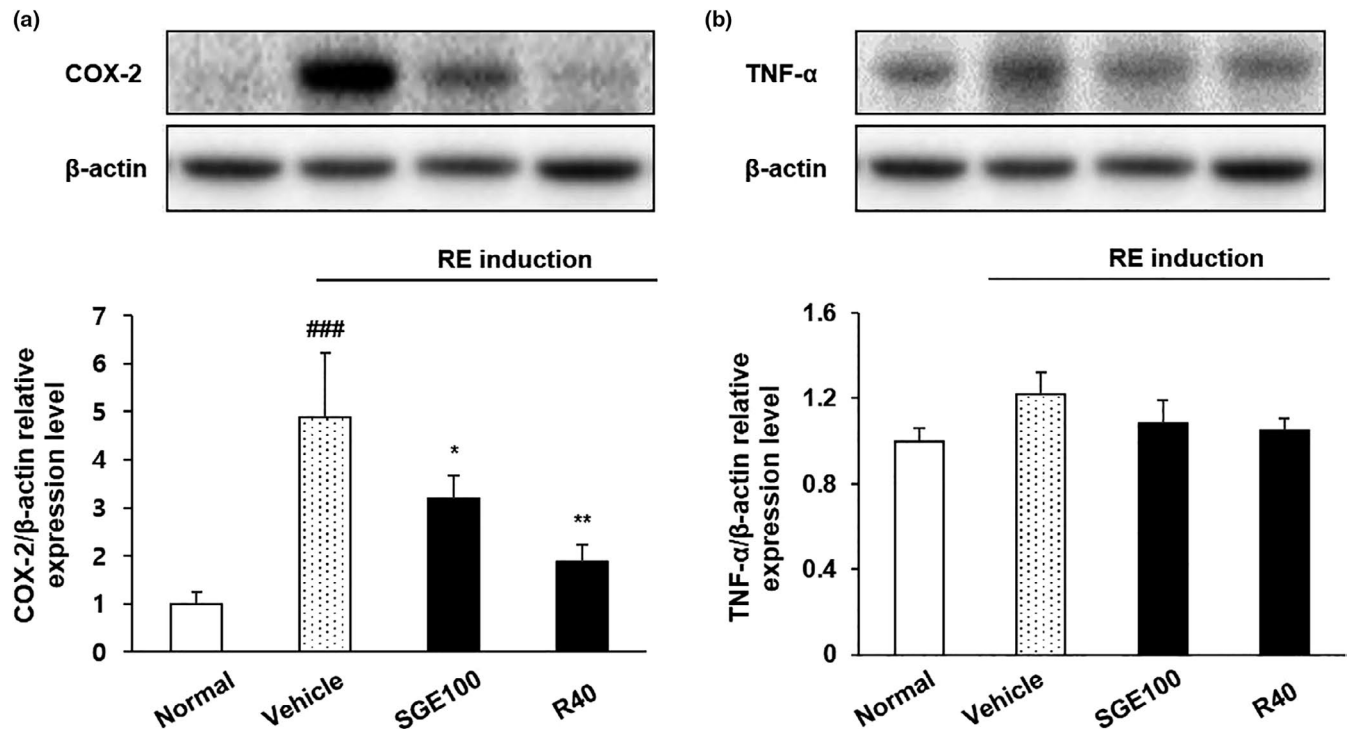 (a)
COX-2
β-actin
RE induction
COX-2/β-actin relative
expression level
7
6
5
4
3
2
1
0
###
*
**
Normal
Vehicle
SGE100
R40
(b)
TNF-α
β-actin
RE induction
TNF-α/β-actin relative
expression level
1.6
1.2
0.8
0.4
0
Normal
Vehicle
SGE100
R40